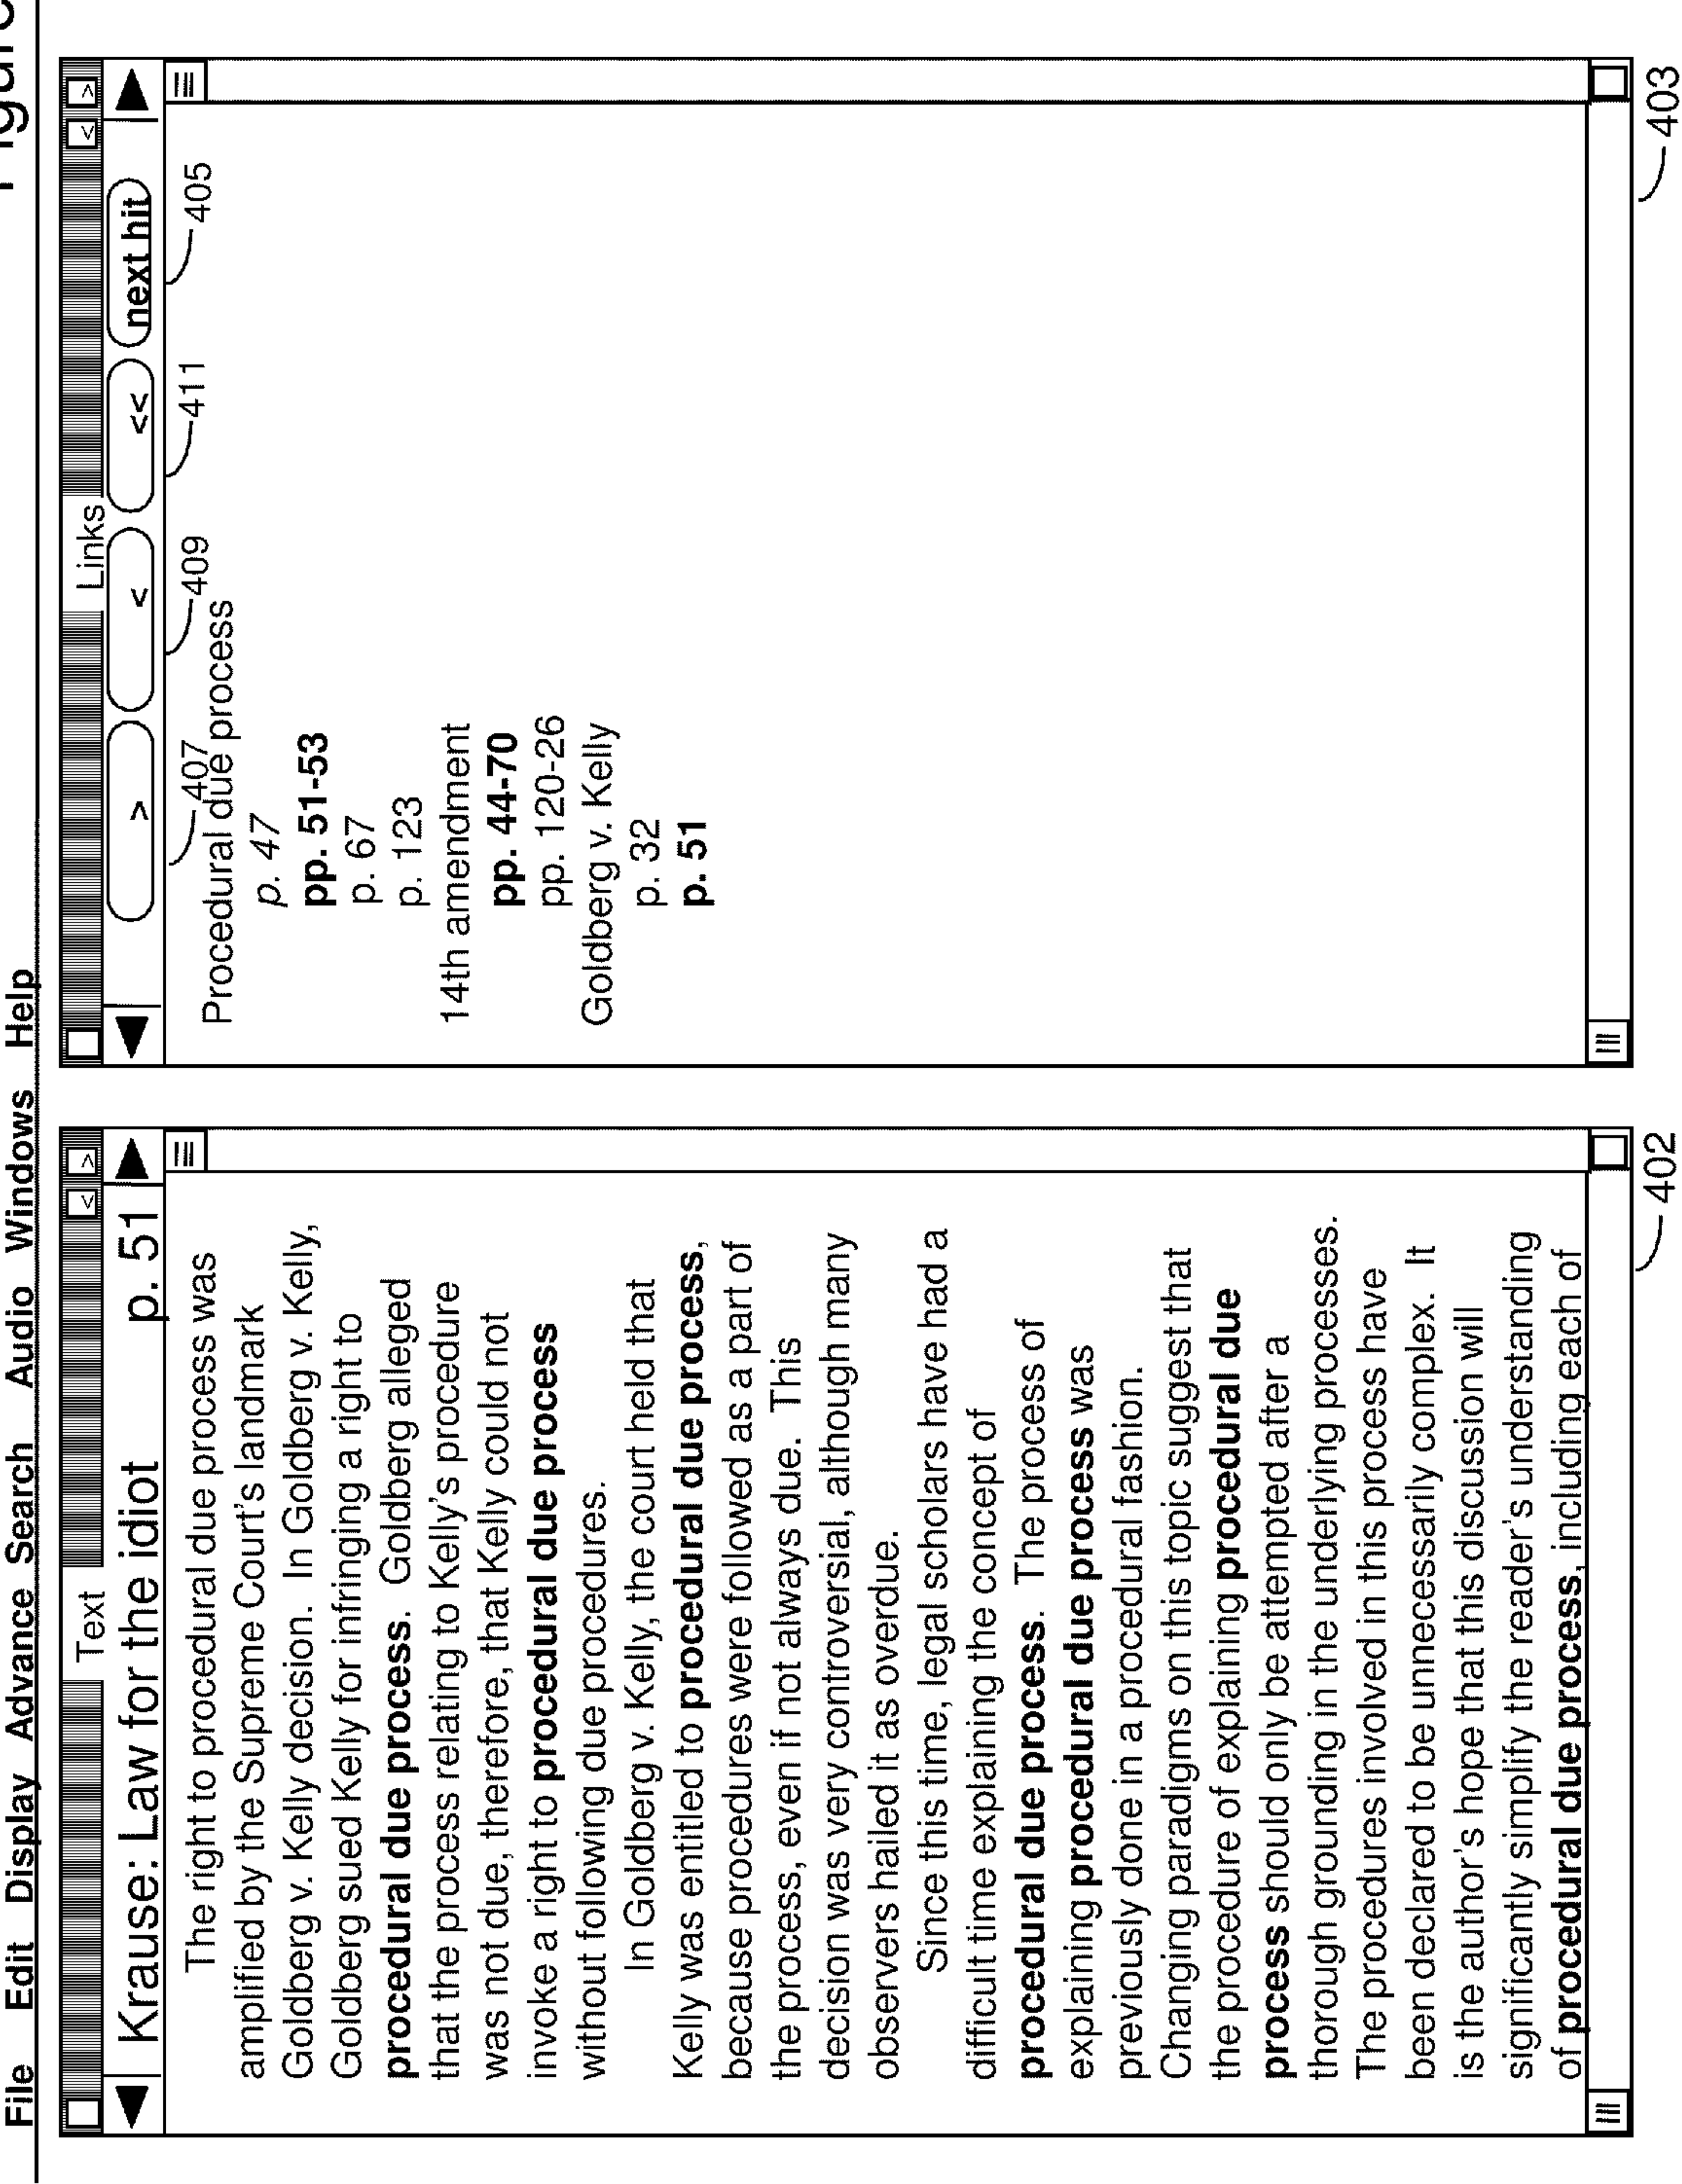 File Edit Display Advance Search Audio Windows Help
Figure
Text
Krause: Law for the idiot p. 51
The right to procedural due process was
amplified by the Supreme Court's landmark
Goldberg v. Kelly decision. In Goldberg v. Kelly,
Goldberg sued Kelly for infringing a right to
procedural due process. Goldberg alleged
that the process relating to Kelly's procedure
was not due, therefore, that Kelly could not
invoke a right to procedural due process
without following due procedures.
In Goldberg v. Kelly, the court held that
Kelly was entitled to procedural due process,
because procedures were followed as a part of
the process, even if not always due. This
decision was very controversial, although many
observers hailed it as overdue.
Since this time, legal scholars have had a
difficult time explaining the concept of
procedural due process. The process of
explaining procedural due process was
previously done in a procedural fashion.
Changing paradigms on this topic suggest that
the procedure of explaining procedural due
process should only be attempted after a
thorough grounding in the underlying processes.
The procedures involved in this process have
been declared to be unnecessarily complex. It
is the author's hope that this discussion will
significantly simplify the reader's understanding
of procedural due process, including each of
402
Links
> < << next hit
407 409 411 405
Procedural due process
p. 47
pp. 51-53
p. 67
p. 123
14th amendment
pp. 44-70
pp. 120-26
Goldberg v. Kelly
p. 32
p. 51
403